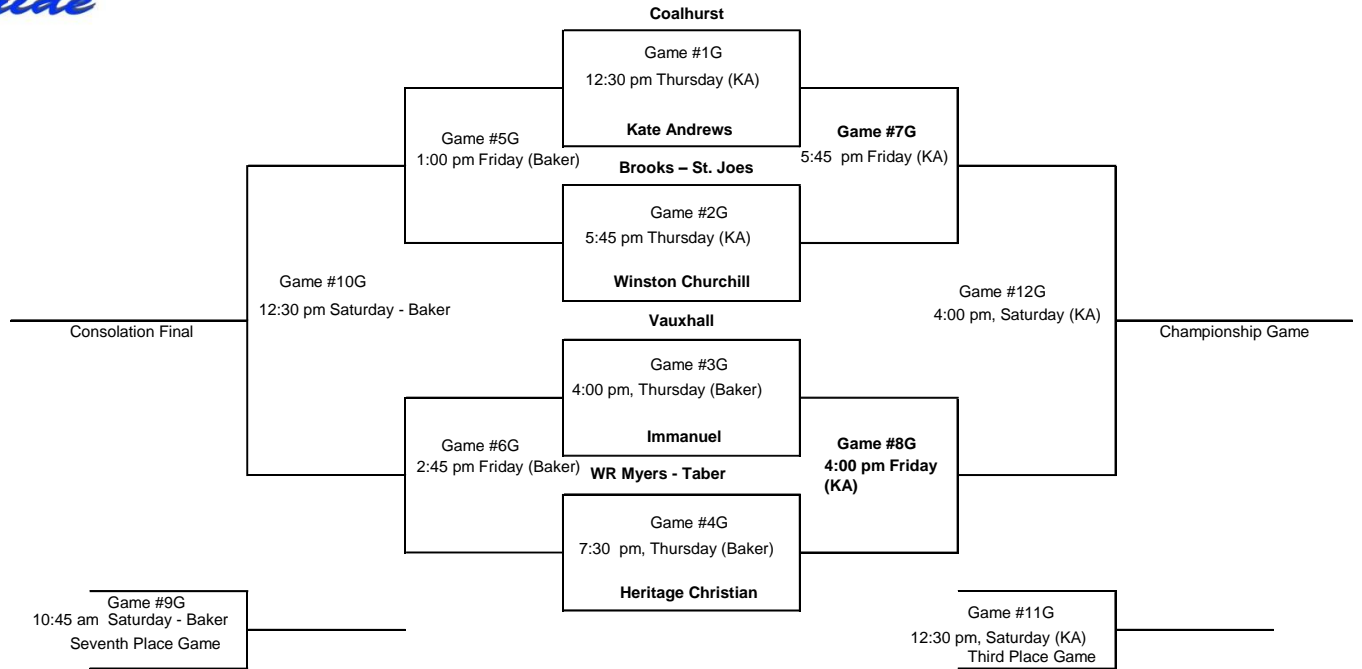 Coalhurst
Game #1G
12:30 pm Thursday (KA)
Kate Andrews
Game #5G
1:00 pm Friday (Baker)
Game #7G
5:45 pm Friday (KA)
Brooks – St. Joes
Game #2G
5:45 pm Thursday (KA)
Winston Churchill
Game #10G
12:30 pm Saturday - Baker
Game #12G
4:00 pm, Saturday (KA)
Consolation Final
Vauxhall
Championship Game
Game #3G
4:00 pm, Thursday (Baker)
Immanuel
Game #6G
2:45 pm Friday (Baker)
Game #8G
4:00 pm Friday
(KA)
WR Myers - Taber
Game #4G
7:30 pm, Thursday (Baker)
Heritage Christian
Game #9G
10:45 am Saturday - Baker
Seventh Place Game
Game #11G
12:30 pm, Saturday (KA)
Third Place Game